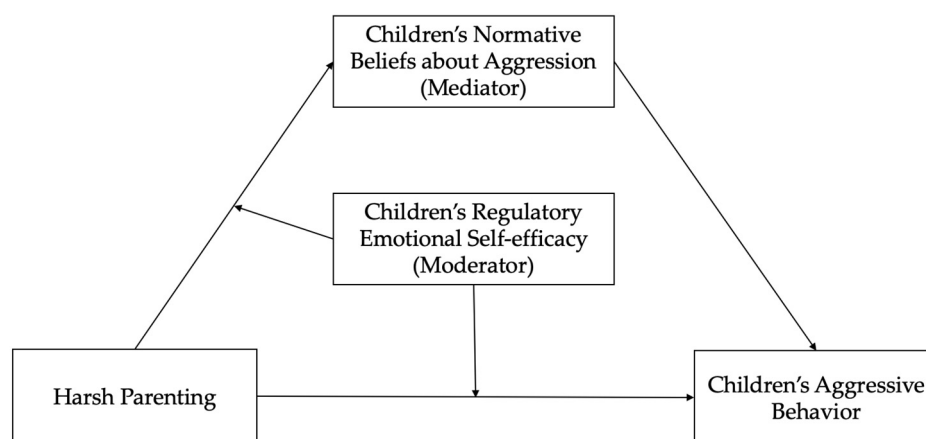 Children’s Normative
Beliefs about Aggression
(Mediator)
Children’s Regulatory
Emotional Self-efficacy
(Moderator)
Harsh Parenting
Children’s Aggressive
Behavior